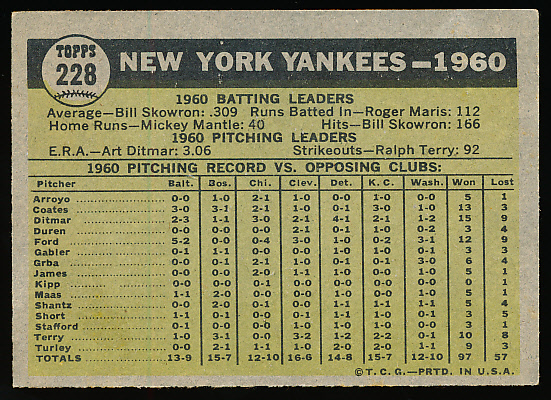 TOPPS
228
NEW YORK YANKEES—1960
1960 BATTING LEADERS
Average—Bill Skowron: .309 Runs Batted In—Roger Maris: 112
Home Runs—Mickey Mantle: 40 Hits—Bill Skowron: 166
1960 PITCHING LEADERS
E.R.A.—Art Ditmar: 3.06 Strikeouts—Ralph Terry: 92
1960 PITCHING RECORD VS. OPPOSING CLUBS:
Pitcher Balt. Bos. Chi. Clev. Det. K. C. Wash. Won Lost
Arroyo 0-0 1-0 2-1 1-0 0-0 1-0 0-0 5 1
Coates 3-0 3-1 2-1 0-0 1-0 3-0 1-0 13 3
Ditmar 2-3 1-1 3-0 2-1 4-1 2-1 1-2 15 9
Duren 0-0 0-1 0-0 1-1 1-0 1-0 0-2 3 4
Ford 5-2 0-0 0-4 3-0 1-0 0-2 3-1 12 9
Gabler 0-1 0-1 1-0 1-0 0-1 1-0 0-0 3 3
Grba 0-0 0-1 2-1 0-1 1-0 0-1 3-0 6 4
James 0-0 0-0 2-0 1-1 1-0 1-0 0-0 5 1
Kipp 0-0 0-0 0-0 0-0 0-1 0-0 0-0 0 1
Maas 1-1 2-0 0-0 0-0 1-0 0-0 1-0 5 1
Shantz 0-0 2-0 0-0 0-1 1-1 1-1 1-1 5 4
Short 1-1 0-1 0-1 1-0 0-1 1-1 0-0 3 5
Stafford 0-1 0-0 0-0 1-0 1-0 1-0 0-0 3 1
Terry 1-0 3-1 0-1 3-2 1-2 2-2 0-0 10 8
Turley 0-0 2-1 1-1 1-0 1-0 1-0 2-1 9 3
TOTALS 13-9 15-7 12-10 16-6 14-8 15-7 12-10 97 57
© T. C. G.—PRTD. IN U.S.A.